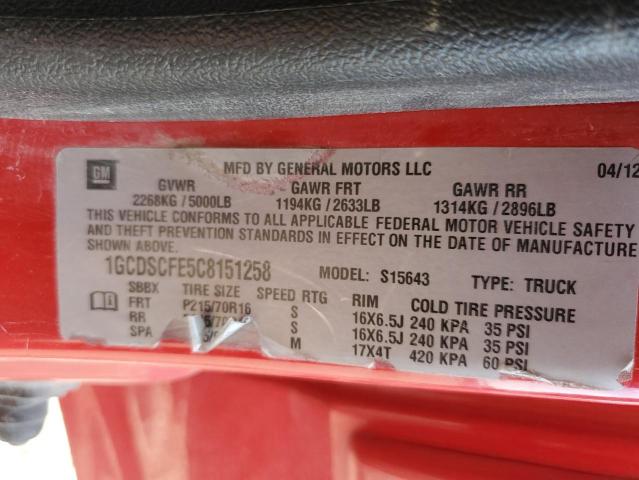 GM
MFD BY GENERAL MOTORS LLC 04/12
GVWR GAWR FRT GAWR RR
2268KG / 5000LB 1194KG / 2633LB 1314KG / 2896LB
THIS VEHICLE CONFORMS TO ALL APPLICABLE FEDERAL MOTOR VEHICLE SAFETY
AND THEFT PREVENTION STANDARDS IN EFFECT ON THE DATE OF MANUFACTURE
SHOWN ABOVE.
1GCDSCFE5C8151258 MODEL: S15643 TYPE: TRUCK
SBBX TIRE SIZE SPEED RTG RIM COLD TIRE PRESSURE
FRT P215/70R16 S 16X6.5J 240 KPA 35 PSI
RR S 16X6.5J 240 KPA 35 PSI
SPA M 17X4T 420 KPA 60 PSI